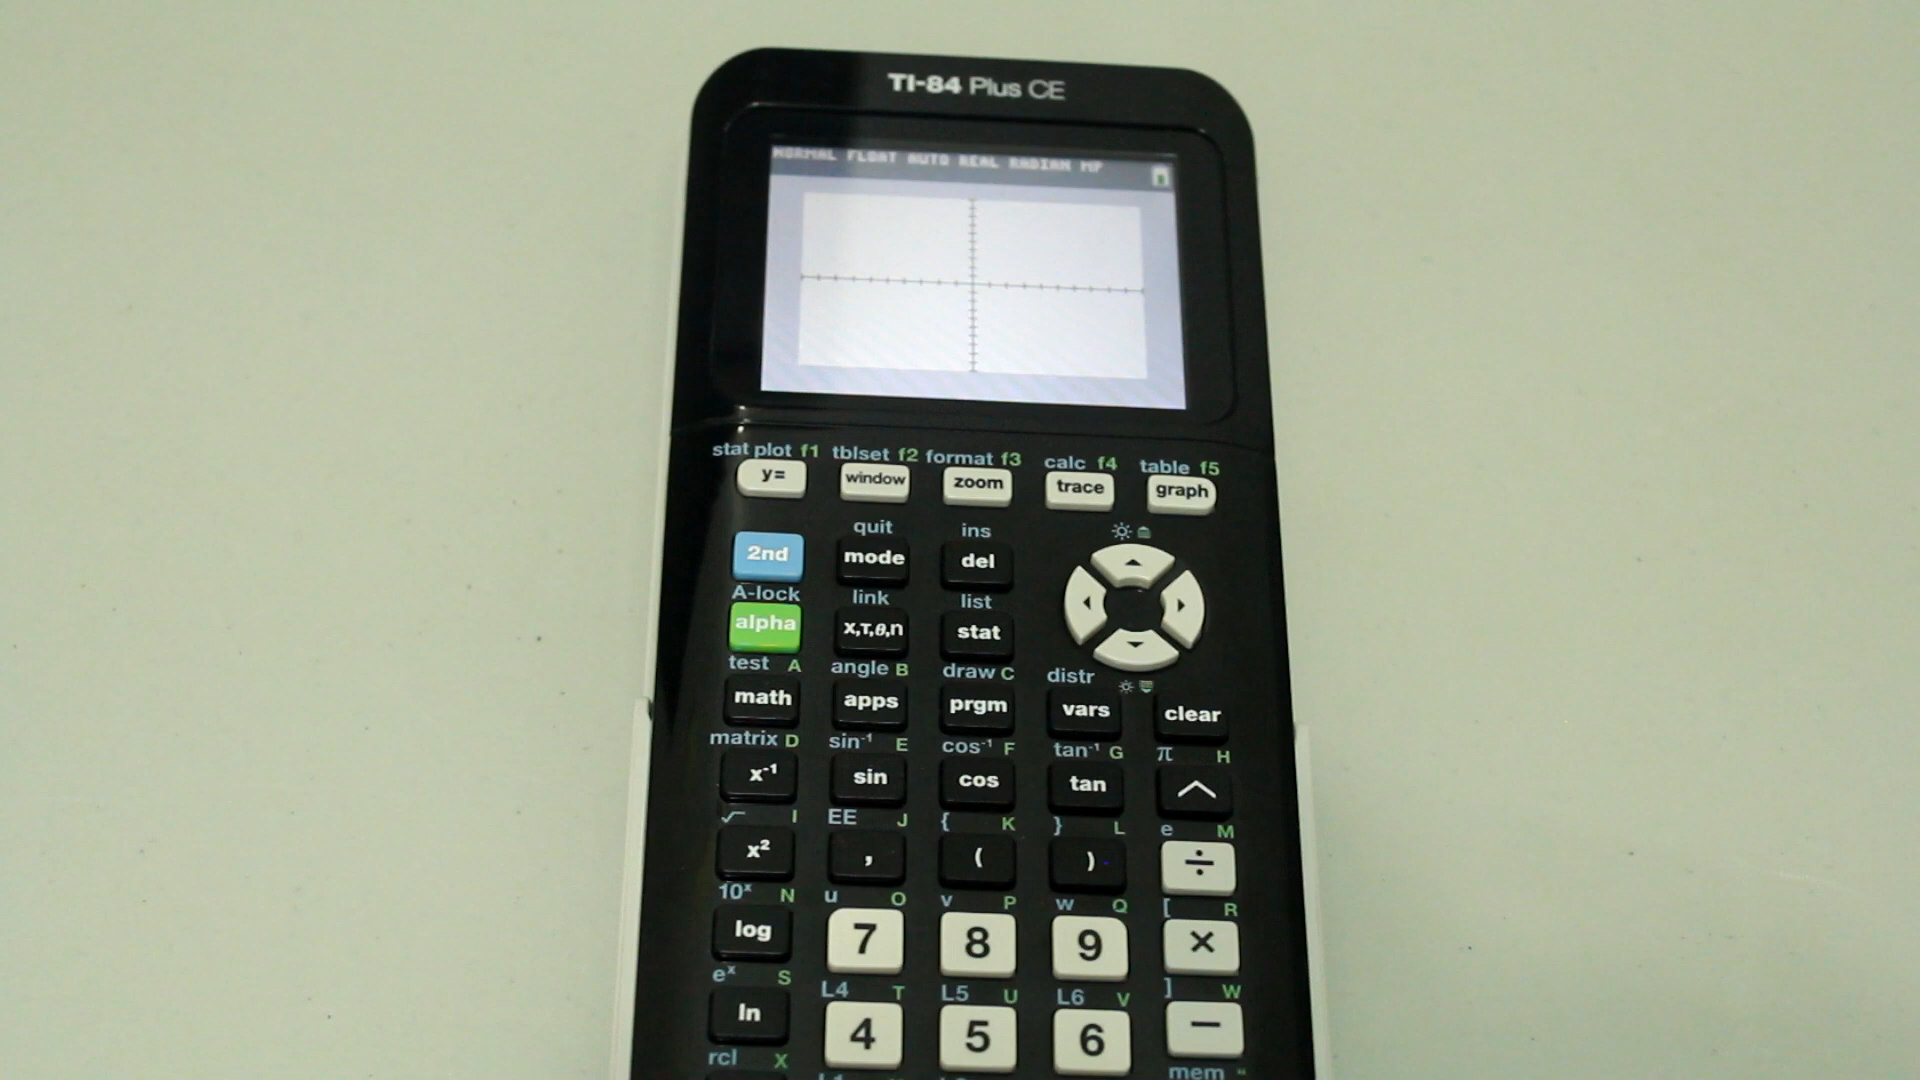 TI-84 Plus CE
NORMAL FLOAT AUTO REAL RADIAN MP
stat plot f1 tblset f2 format f3 calc f4 table f5
y= window zoom trace graph
quit ins
2nd mode del
A-lock link list
alpha X,T,θ,n stat
test A angle B draw C distr
math apps prgm vars clear
matrix D sin⁻¹ E cos⁻¹ F tan⁻¹ G π H
x⁻¹ sin cos tan ^
√ I EE J { K } L e M
x² , ( ) ÷
10ˣ N u O v P w Q [ R
log 7 8 9 ×
eˣ S L4 T L5 U L6 V ] W
ln 4 5 6 −
rcl X mem "